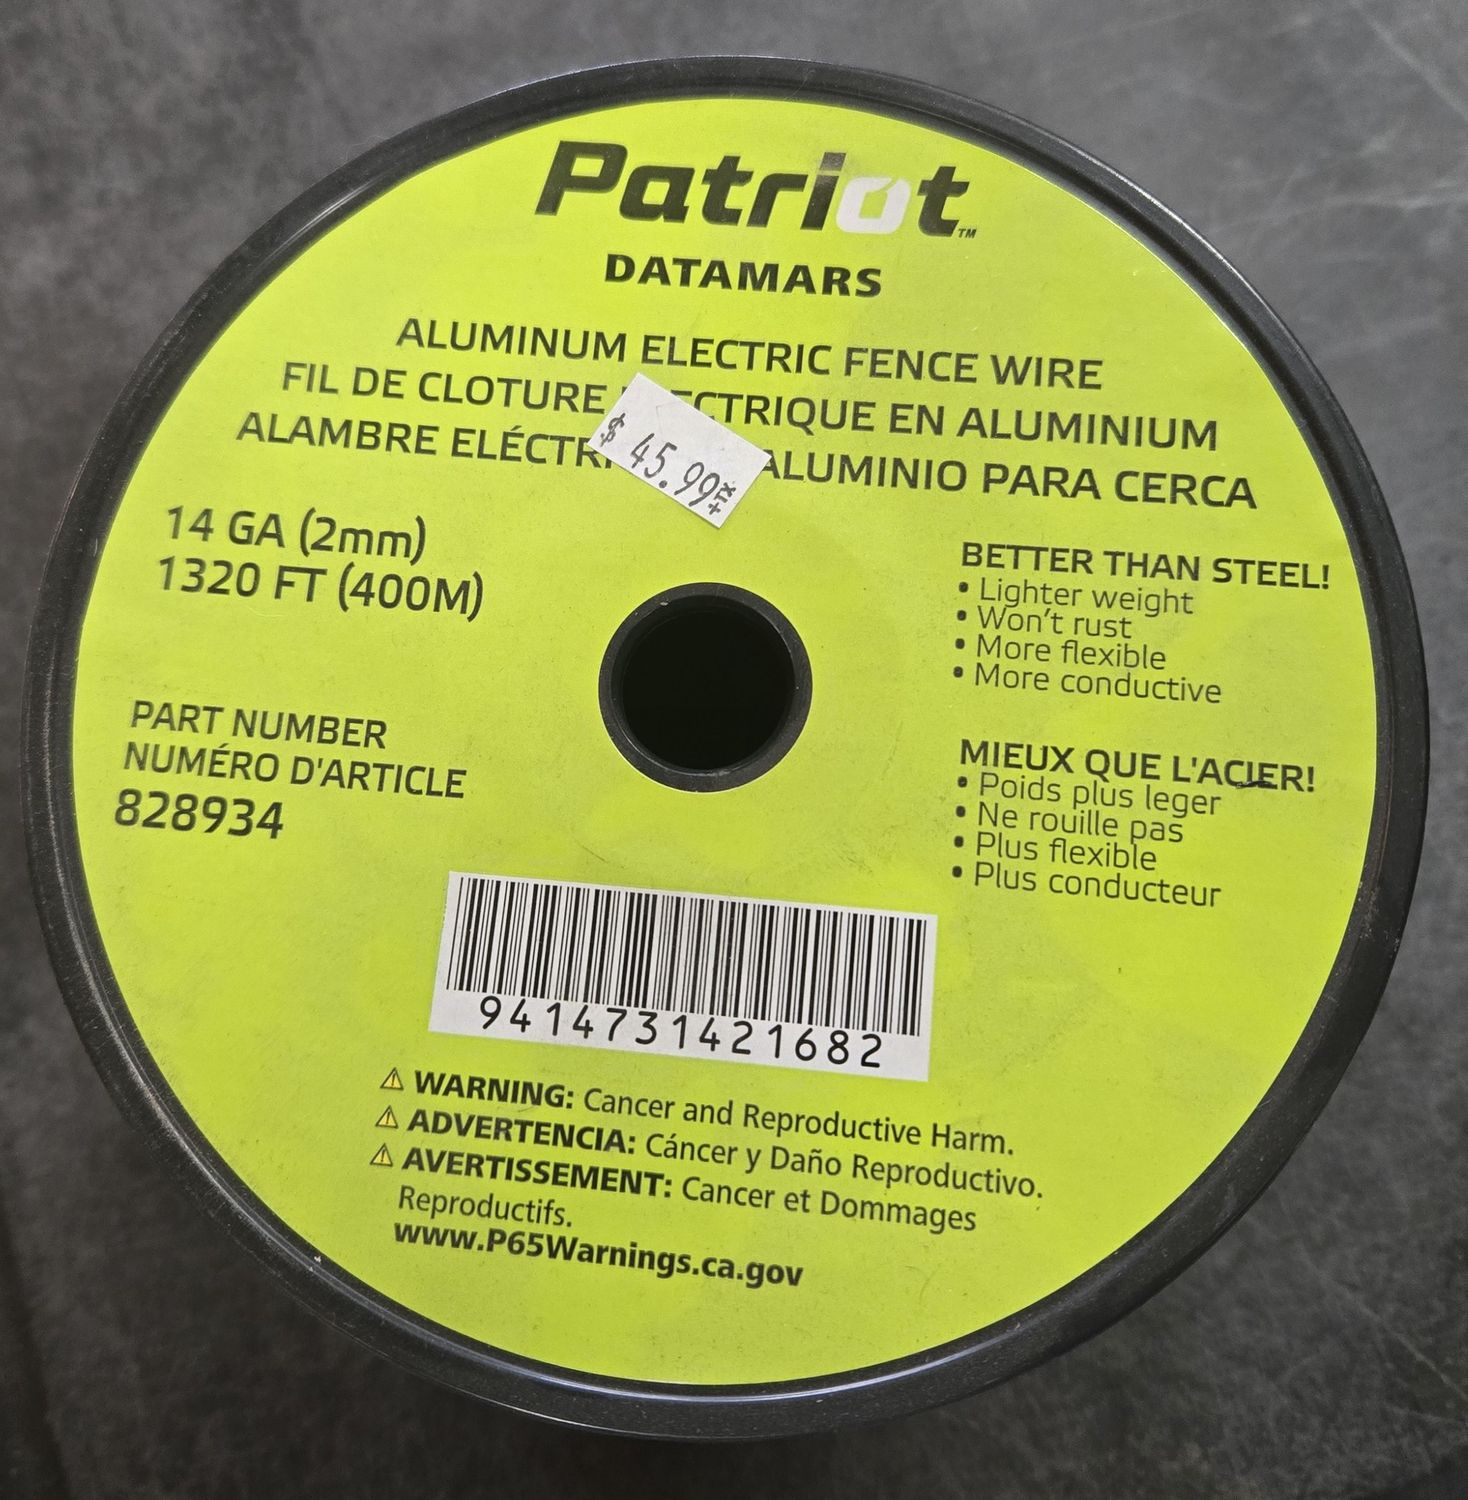 Patriot™
DATAMARS
ALUMINUM ELECTRIC FENCE WIRE
FIL DE CLOTURE EN ALUMINIUM
ALAMBRE ALUMINIO PARA CERCA
$ 45.99+TX
14 GA (2mm)
1320 FT (400M)
BETTER THAN STEEL!
• Lighter weight
• Won't rust
• More flexible
• More conductive
PART NUMBER
NUMÉRO D'ARTICLE
828934
MIEUX QUE L'ACIER!
• Poids plus leger
• Ne rouille pas
• Plus flexible
• Plus conducteur
9414731421682
⚠ WARNING: Cancer and Reproductive Harm.
⚠ ADVERTENCIA: Cáncer y Daño Reproductivo.
⚠ AVERTISSEMENT: Cancer et Dommages
Reproductifs.
www.P65Warnings.ca.gov